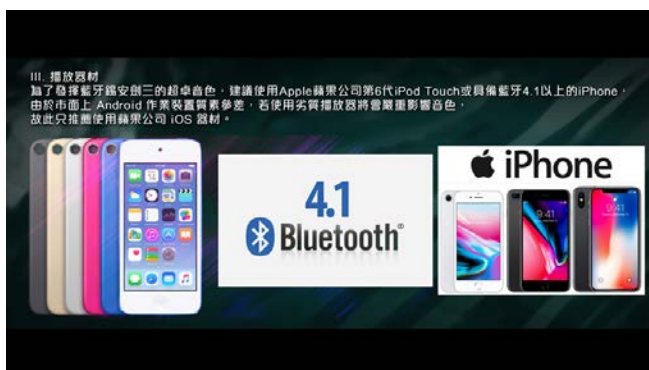 III. 播放器材
為了發揮藍牙錫安劍三的超卓音色,建議使用Apple蘋果公司第6代iPod Touch或具備藍牙4.1以上的iPhone,
由於市面上 Android 作業裝置質素參差,若使用劣質播放器將會嚴重影響音色,
故此只推薦使用蘋果公司 iOS 器材。
4.1
Bluetooth®
iPhone
9:41
9:41